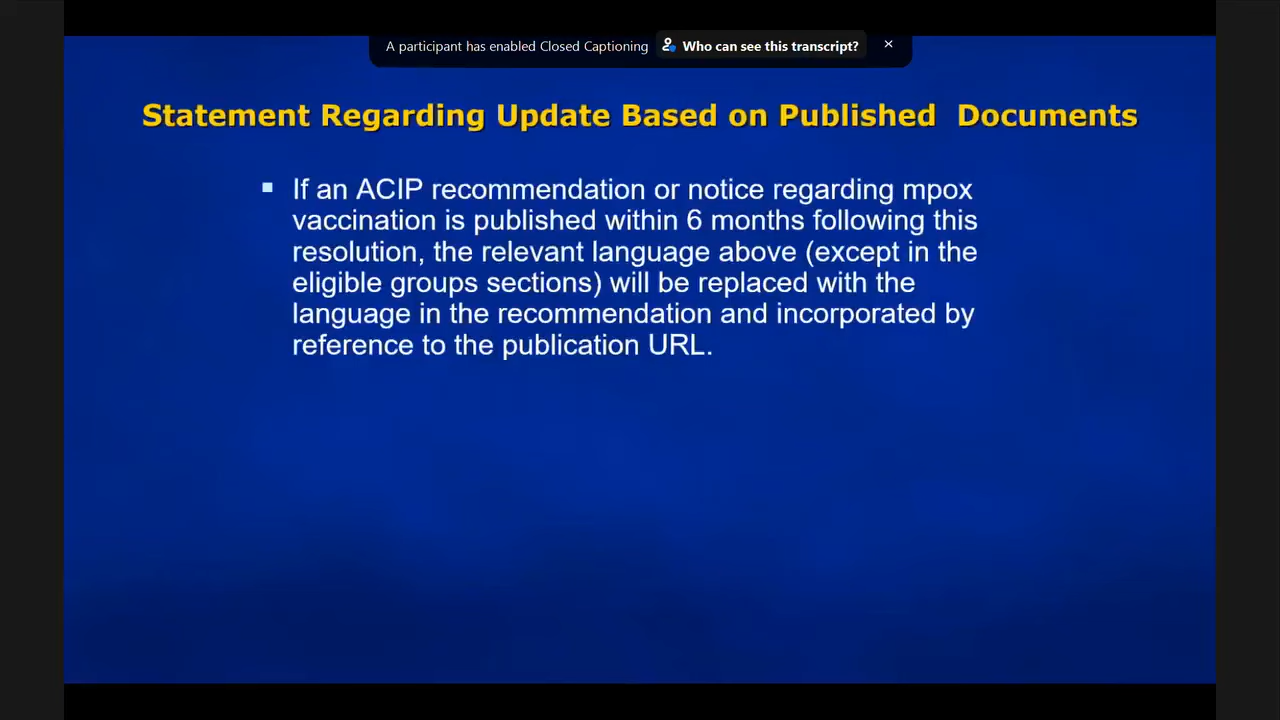 A participant has enabled Closed Captioning Who can see this transcript?
Statement Regarding Update Based on Published Documents
If an ACIP recommendation or notice regarding mpox
vaccination is published within 6 months following this
resolution, the relevant language above (except in the
eligible groups sections) will be replaced with the
language in the recommendation and incorporated by
reference to the publication URL.